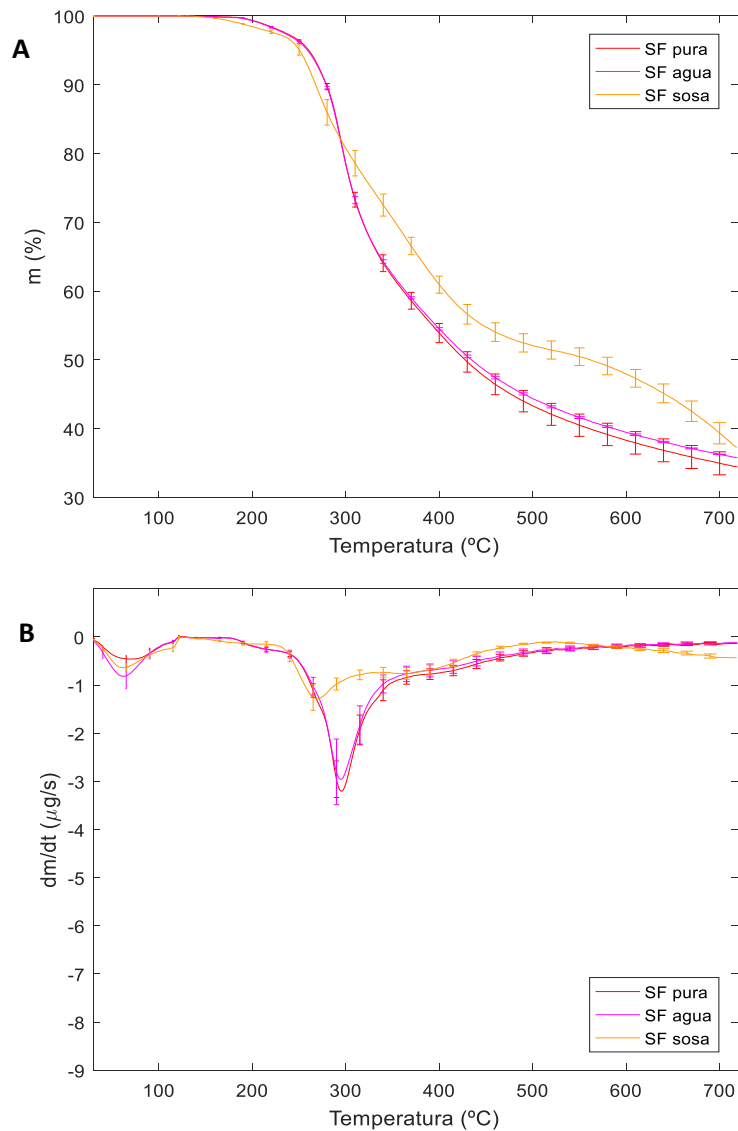 A
m (%)
100
90
80
70
60
50
40
30
SF pura
SF agua
SF sosa
100 200 300 400 500 600 700
Temperatura (ºC)
B
dm/dt (µg/s)
0
-1
-2
-3
-4
-5
-6
-7
-8
-9
SF pura
SF agua
SF sosa
100 200 300 400 500 600 700
Temperatura (ºC)